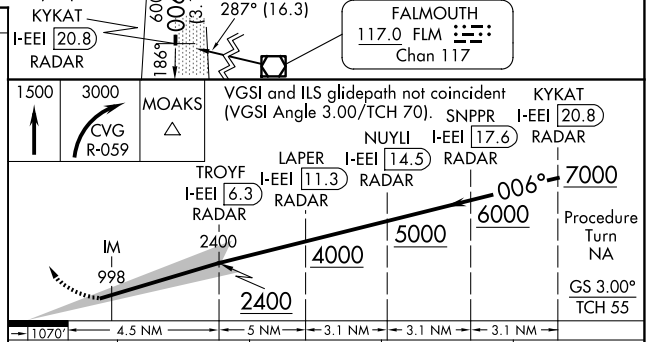 KYKAT
I-EEI 20.8
RADAR
600
006°
(3.
186°
287° (16.3)
FALMOUTH
117.0 FLM
Chan 117
1500
3000
CVG
R-059
MOAKS
VGSI and ILS glidepath not coincident
(VGSI Angle 3.00/TCH 70).
KYKAT
I-EEI 20.8
RADAR
SNPPR
I-EEI 17.6
RADAR
NUYLI
I-EEI 14.5
RADAR
LAPER
I-EEI 11.3
RADAR
TROYF
I-EEI 6.3
RADAR
006°
7000
6000
5000
4000
2400
2400
IM
998
Procedure
Turn
NA
GS 3.00°
TCH 55
1070'
4.5 NM
5 NM
3.1 NM
3.1 NM
3.1 NM